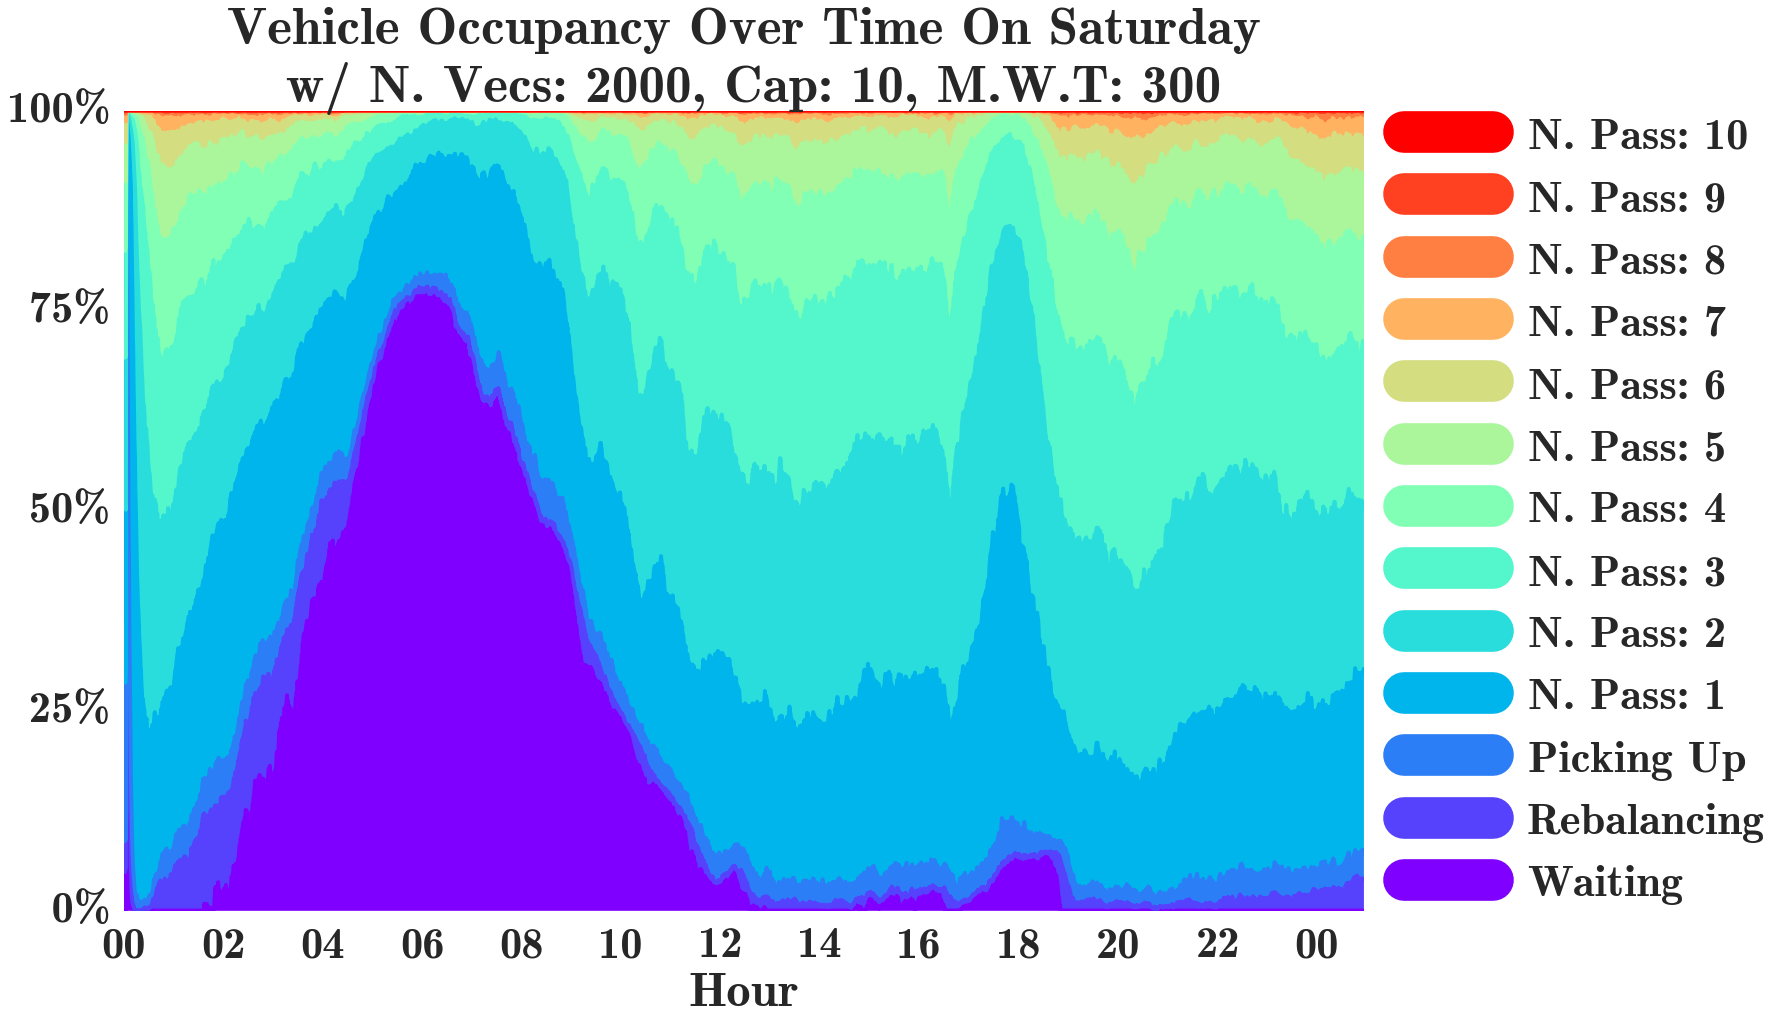 Vehicle Occupancy Over Time On Saturday
w/ N. Vecs: 2000, Cap: 10, M.W.T: 300
100%
75%
50%
25%
0%
00 02 04 06 08 10 12 14 16 18 20 22 00
Hour
N. Pass: 10
N. Pass: 9
N. Pass: 8
N. Pass: 7
N. Pass: 6
N. Pass: 5
N. Pass: 4
N. Pass: 3
N. Pass: 2
N. Pass: 1
Picking Up
Rebalancing
Waiting